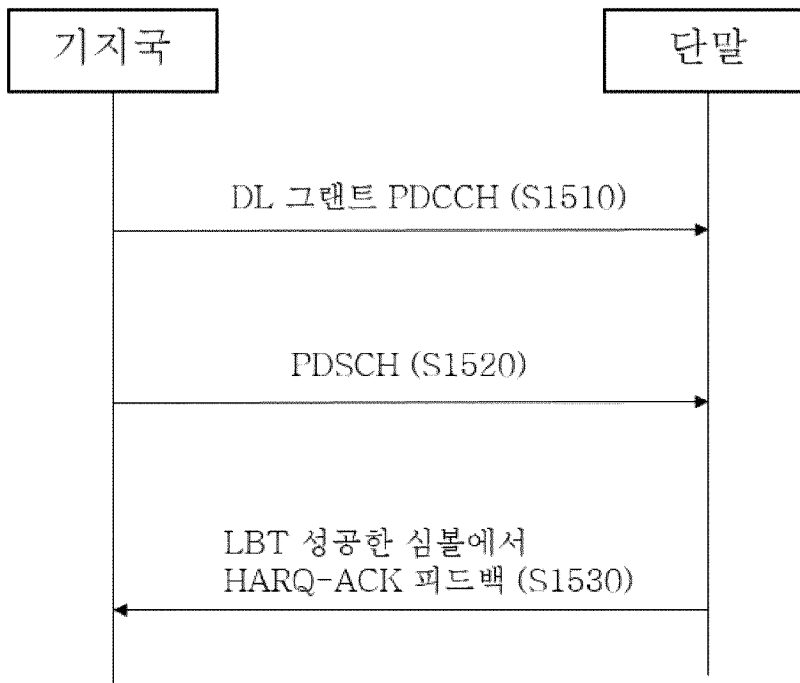 기지국
단말
DL 그랜트 PDCCH (S1510)
PDSCH (S1520)
LBT 성공한 심볼에서
HARQ-ACK 피드백 (S1530)